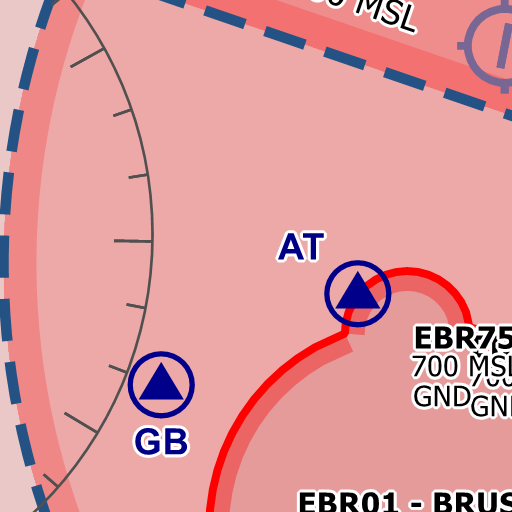 MSL
AT
EBR75
700 MSL
GND
GB
EBR01 - BRUS